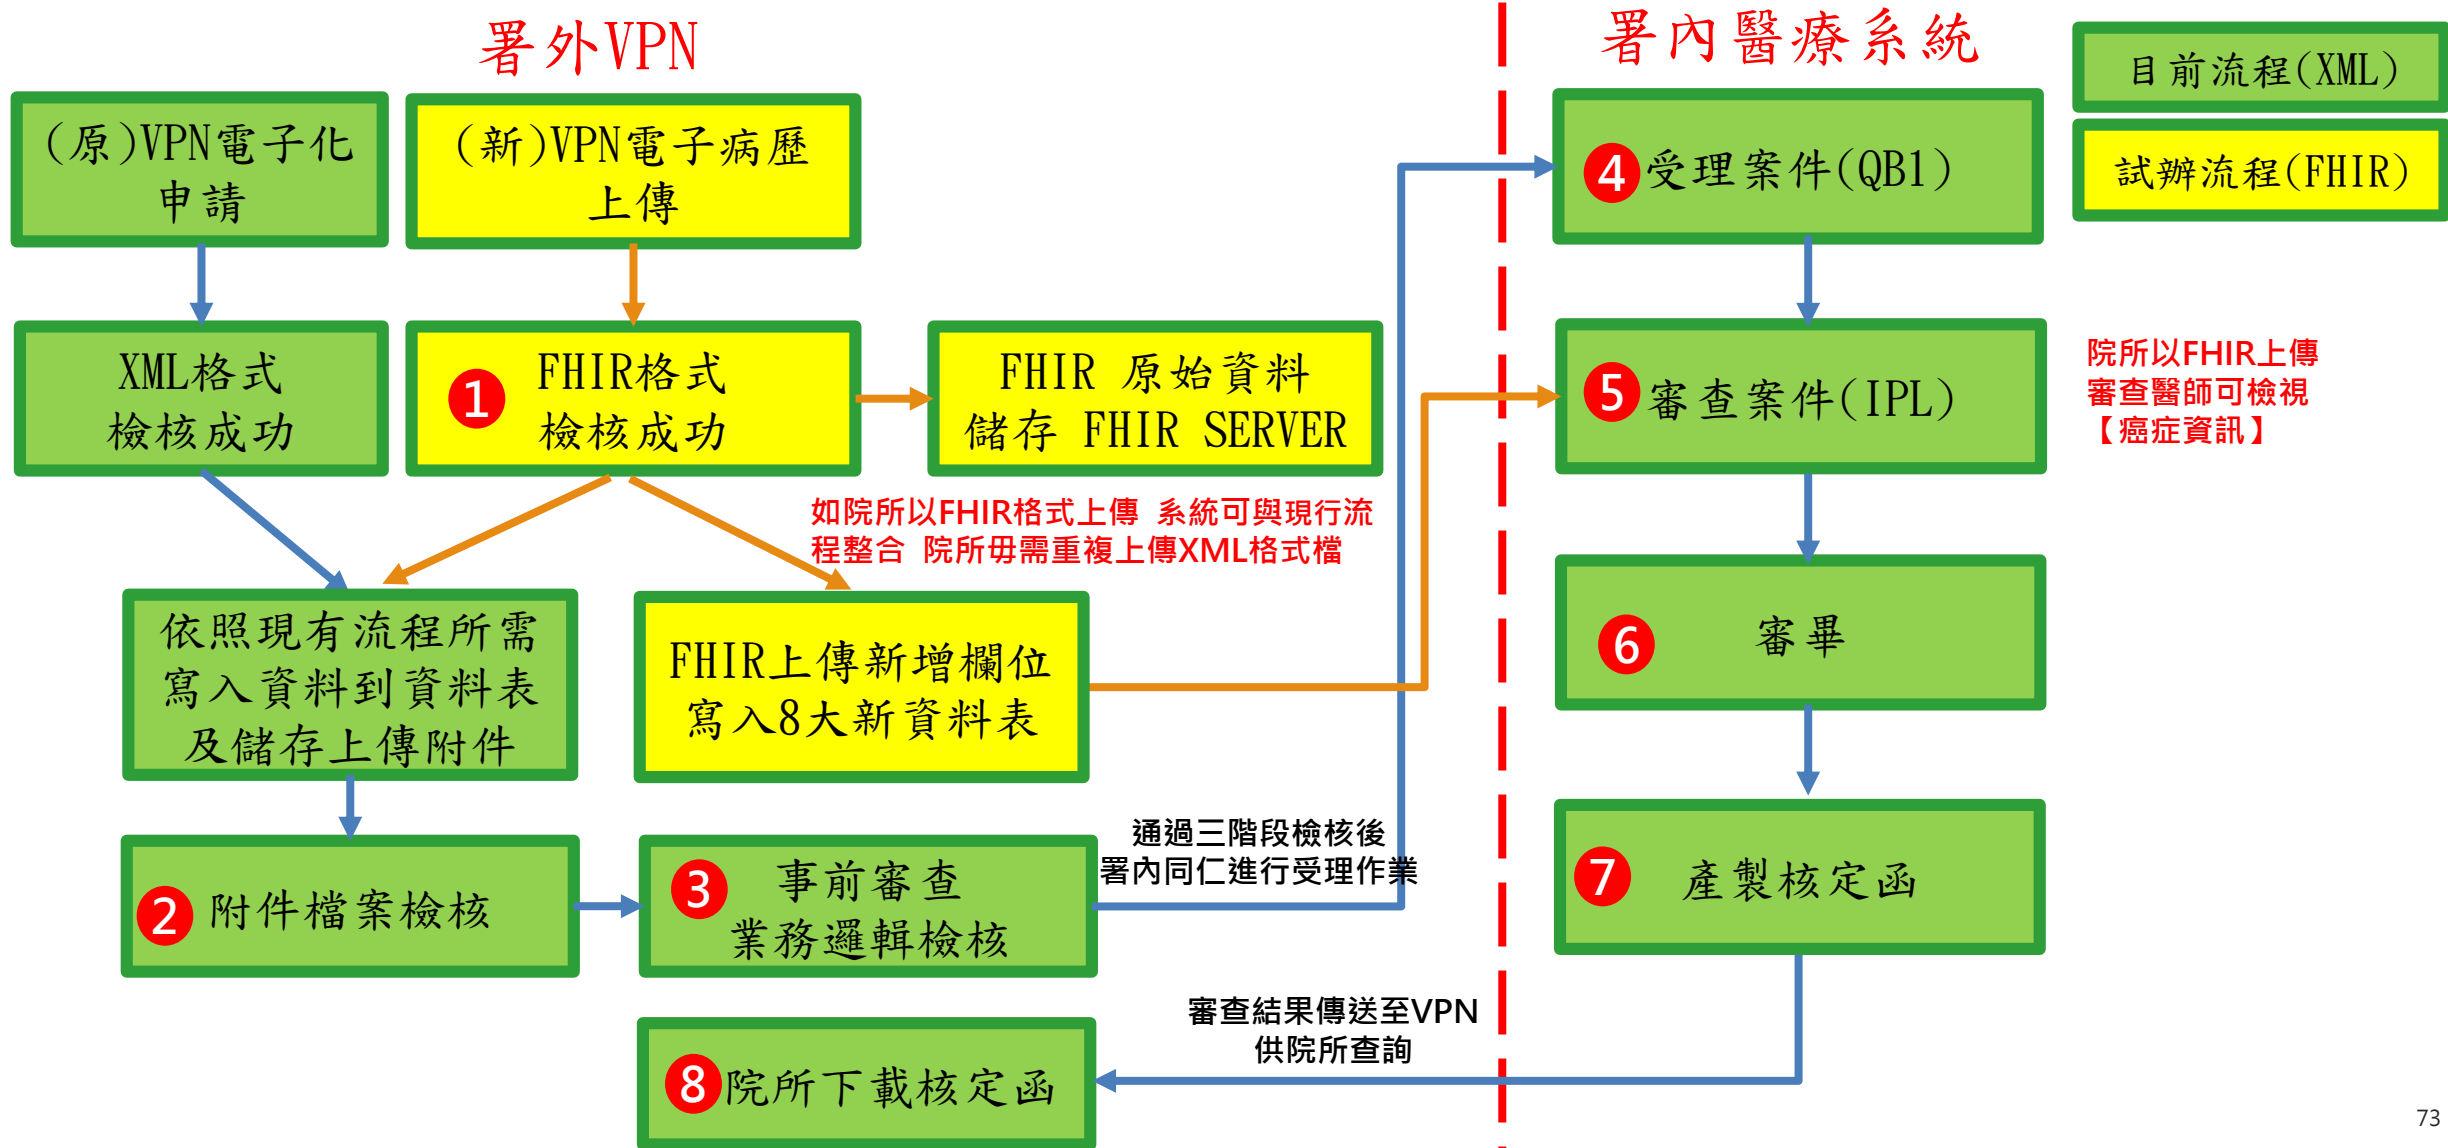 署外VPN
署內醫療系統
目前流程(XML)
試辦流程(FHIR)
(原)VPN電子化
申請
(新)VPN電子病歷
上傳
4 受理案件(QB1)
XML格式
檢核成功
1 FHIR格式
檢核成功
FHIR 原始資料
儲存 FHIR SERVER
5 審查案件(IPL)
院所以FHIR上傳
審查醫師可檢視
【癌症資訊】
如院所以FHIR格式上傳 系統可與現行流
程整合 院所毋需重複上傳XML格式檔
依照現有流程所需
寫入資料到資料表
及儲存上傳附件
FHIR上傳新增欄位
寫入8大新資料表
6 審畢
2 附件檔案檢核
3 事前審查
業務邏輯檢核
通過三階段檢核後
署內同仁進行受理作業
7 產製核定函
審查結果傳送至VPN
供院所查詢
8 院所下載核定函
73